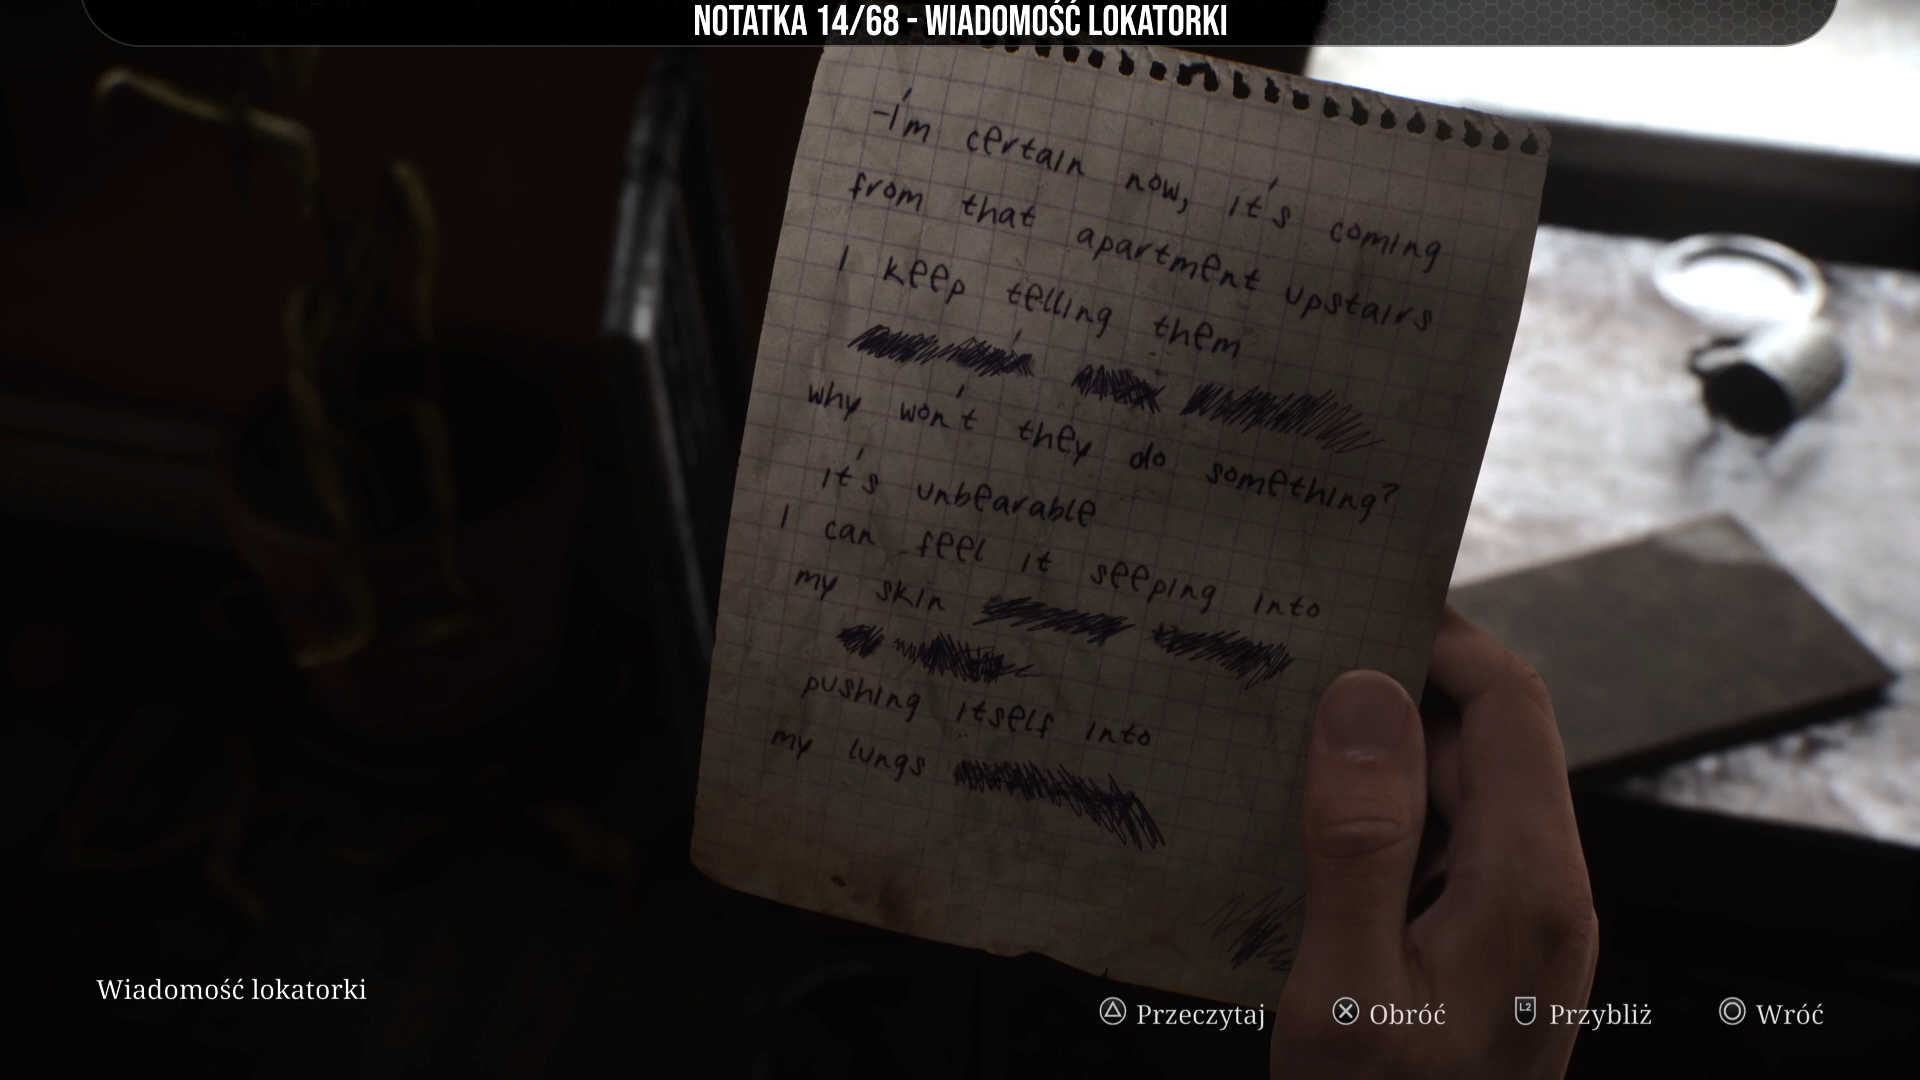 NOTATKA 14/68 - WIADOMOŚĆ LOKATORKI
-I'm certain now, it's coming
from that apartment upstairs
I keep telling them
why won't they do something?
it's unbearable
I can feel it seeping into
my skin
pushing itself into
my lungs
Wiadomość lokatorki
Przeczytaj
Obróć
L2 Przybliż
Wróć